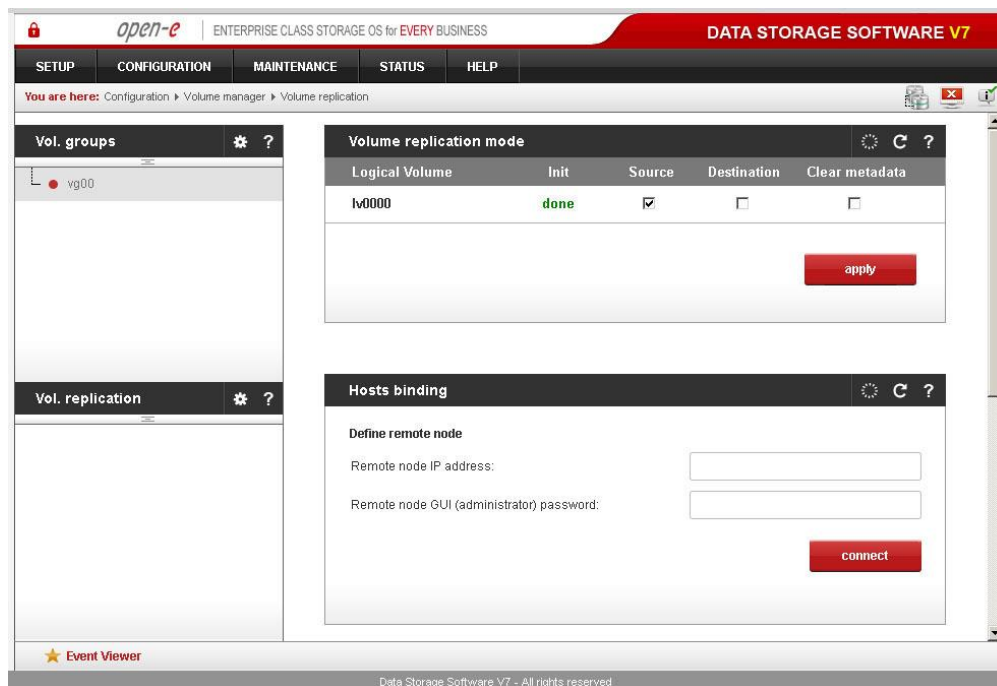 open-e ENTERPRISE CLASS STORAGE OS for EVERY BUSINESS DATA STORAGE SOFTWARE V7
SETUP CONFIGURATION MAINTENANCE STATUS HELP
You are here: Configuration ▸ Volume manager ▸ Volume replication
Vol. groups ?
vg00
Volume replication mode ?
Logical Volume Init Source Destination Clear metadata
lv0000 done
apply
Vol. replication ?
Hosts binding ?
Define remote node
Remote node IP address:
Remote node GUI (administrator) password:
connect
Event Viewer
Data Storage Software V7 - All rights reserved